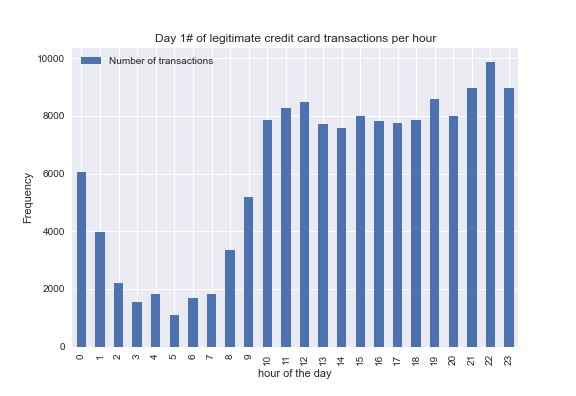 Day 1# of legitimate credit card transactions per hour
Number of transactions
10000
8000
6000
4000
2000
0
Frequency
0 1 2 3 4 5 6 7 8 9 10 11 12 13 14 15 16 17 18 19 20 21 22 23
hour of the day